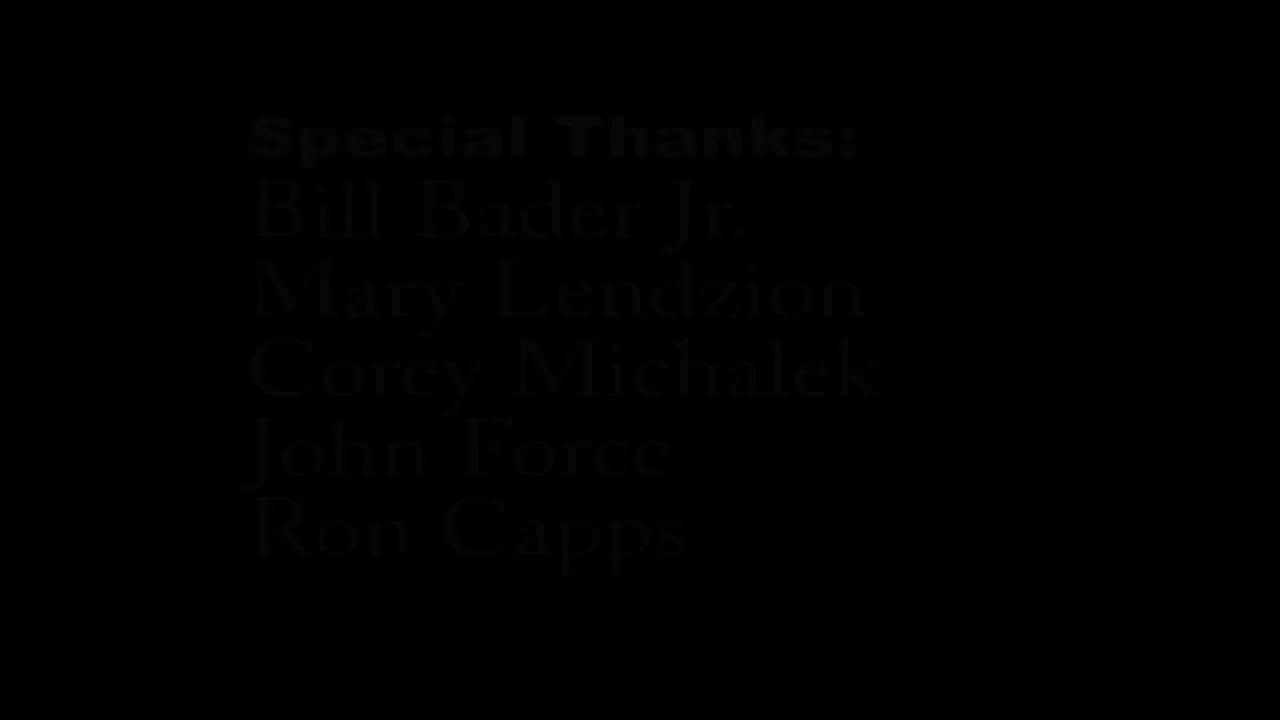 Special Thanks:
Bill Bader Jr.
Mary Lendzion
Corey Michalek
John Force
Ron Capps